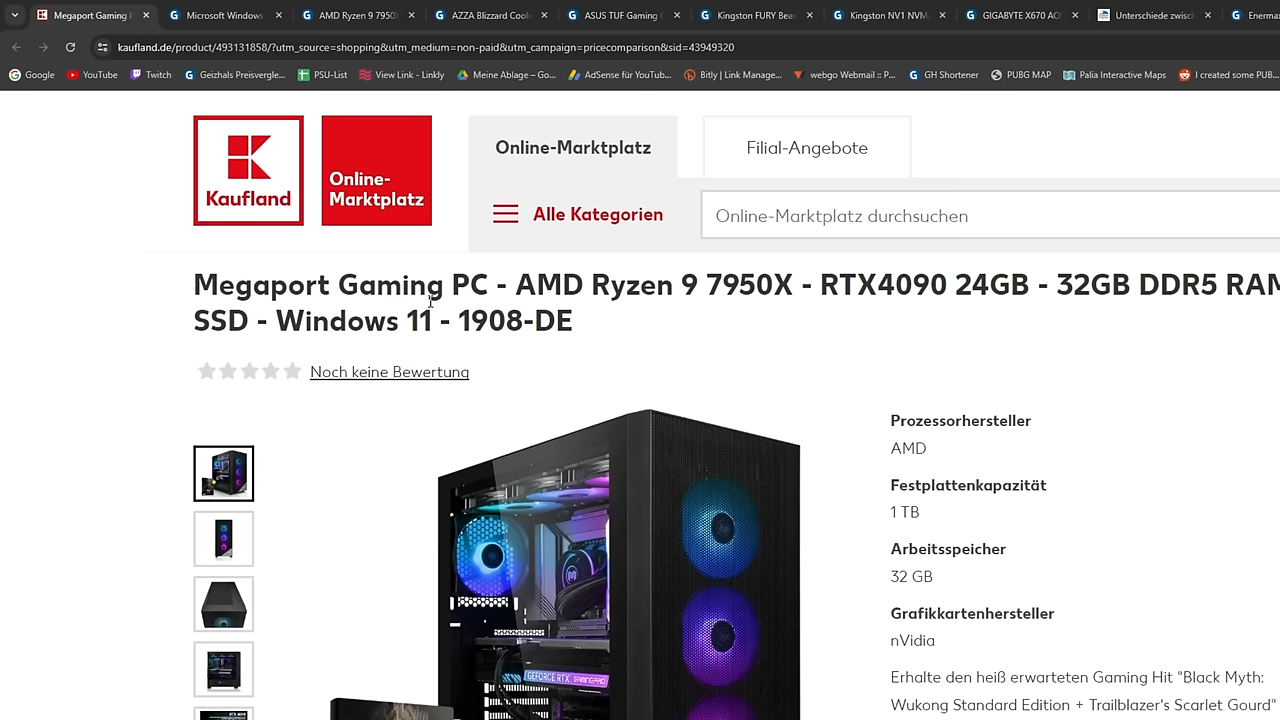 Megaport Gaming P
Microsoft Windows
AMD Ryzen 9 7950X
AZZA Blizzard Cool
ASUS TUF Gaming
Kingston FURY Beas
Kingston NV1 NVM
GIGABYTE X670 AO
Unterschiede zwisc
Enerma
kaufland.de/product/493131858/?utm_source=shopping&utm_medium=non-paid&utm_campaign=pricecomparison&sid=43949320
Google YouTube Twitch Geizhals Preisvergle... PSU-List View Link - Linkly Meine Ablage – Go... AdSense für YouTub... Bitly | Link Manage... webgo Webmail :: P... GH Shortener PUBG MAP Palia Interactive Maps I created some PUB...
Kaufland
Online-
Marktplatz
Online-Marktplatz
Filial-Angebote
Alle Kategorien
Online-Marktplatz durchsuchen
Megaport Gaming PC - AMD Ryzen 9 7950X - RTX4090 24GB - 32GB DDR5 RAM
SSD - Windows 11 - 1908-DE
Noch keine Bewertung
Prozessorhersteller
AMD
Festplattenkapazität
1 TB
Arbeitsspeicher
32 GB
Grafikkartenhersteller
nVidia
Erhalte den heiß erwarteten Gaming Hit "Black Myth:
Wukong Standard Edition + Trailblazer's Scarlet Gourd"
GEFORCE RTX GAMINGPRO